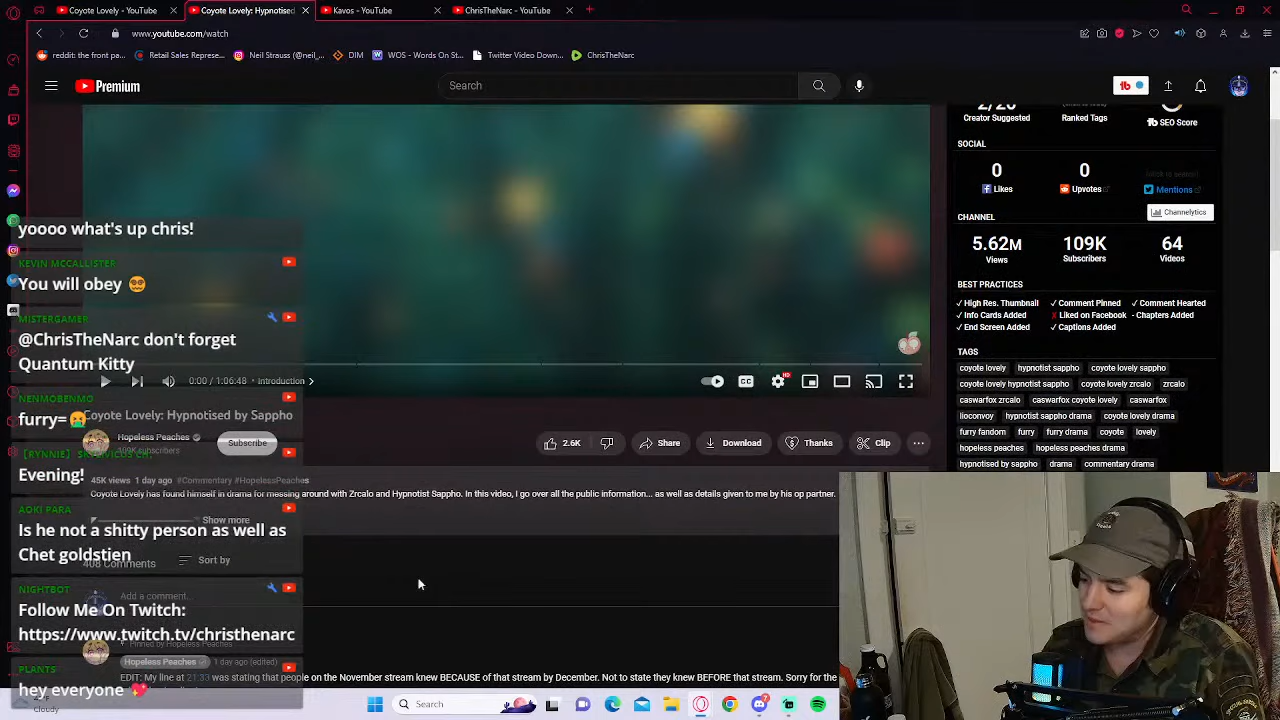 Coyote Lovely - YouTube
Coyote Lovely: Hypnotised
Kavos - YouTube
ChrisTheNarc - YouTube
www.youtube.com/watch
reddit: the front pa...
Retail Sales Represe...
Neil Strauss (@neil_...
DIM
WOS - Words On St...
Twitter Video Down...
ChrisTheNarc
Premium
Search
Creator Suggested
Ranked Tags
SEO Score
SOCIAL
0
0
Likes
Upvotes
Mentions
Channelytics
CHANNEL
5.62M
109K
64
Views
Subscribers
Videos
BEST PRACTICES
✓ High Res. Thumbnail ✓ Comment Pinned ✓ Comment Hearted
✓ Info Cards Added x Liked on Facebook - Chapters Added
✓ End Screen Added ✓ Captions Added
TAGS
coyote lovely hypnotist sappho coyote lovely sappho
coyote lovely hypnotist sappho coyote lovely zrcalo zrcalo
caswarfox zrcalo caswarfox coyote lovely caswarfox
lioconvoy hypnotist sappho drama coyote lovely drama
furry fandom furry furry drama coyote lovely
hopeless peaches hopeless peaches drama
hypnotised by sappho drama commentary drama
yoooo what's up chris!
KEVIN MCCALLISTER
You will obey 😵‍💫
MISTERGAMER
@ChrisTheNarc don't forget
Quantum Kitty
0:00 / 1:06:48 • Introduction
NENMOBENMO
furry=🤮
Coyote Lovely: Hypnotised by Sappho
Hopeless Peaches
109K subscribers
Subscribe
2.6K
Share
Download
Thanks
Clip
Evening!
45K views 1 day ago #Commentary #HopelessPeaches
Coyote Lovely has found himself in drama for messing around with Zrcalo and Hypnotist Sappho. In this video, I go over all the public information... as well as details given to me by his op partner.
AOKI PARA
Is he not a shitty person as well as
Chet goldstien
Show more
408 Comments
Sort by
NIGHTBOT
Add a comment...
Follow Me On Twitch:
https://www.twitch.tv/christhenarc
Pinned by Hopeless Peaches
PLANTS
Hopeless Peaches
1 day ago (edited)
hey everyone 💖
EDIT: My line at 21:33 was stating that people on the November stream knew BECAUSE of that stream by December. Not to state they knew BEFORE that stream. Sorry for the
Cloudy
Search